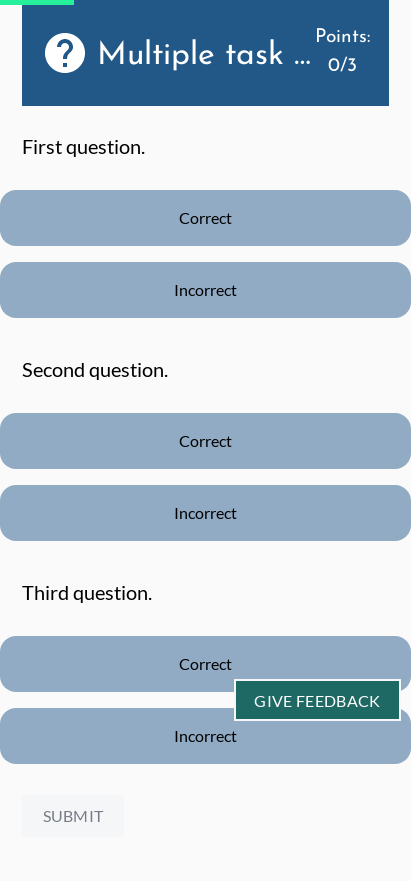 Multiple task ...
Points:
0/3
First question.
Correct
Incorrect
Second question.
Correct
Incorrect
Third question.
Correct
GIVE FEEDBACK
Incorrect
SUBMIT